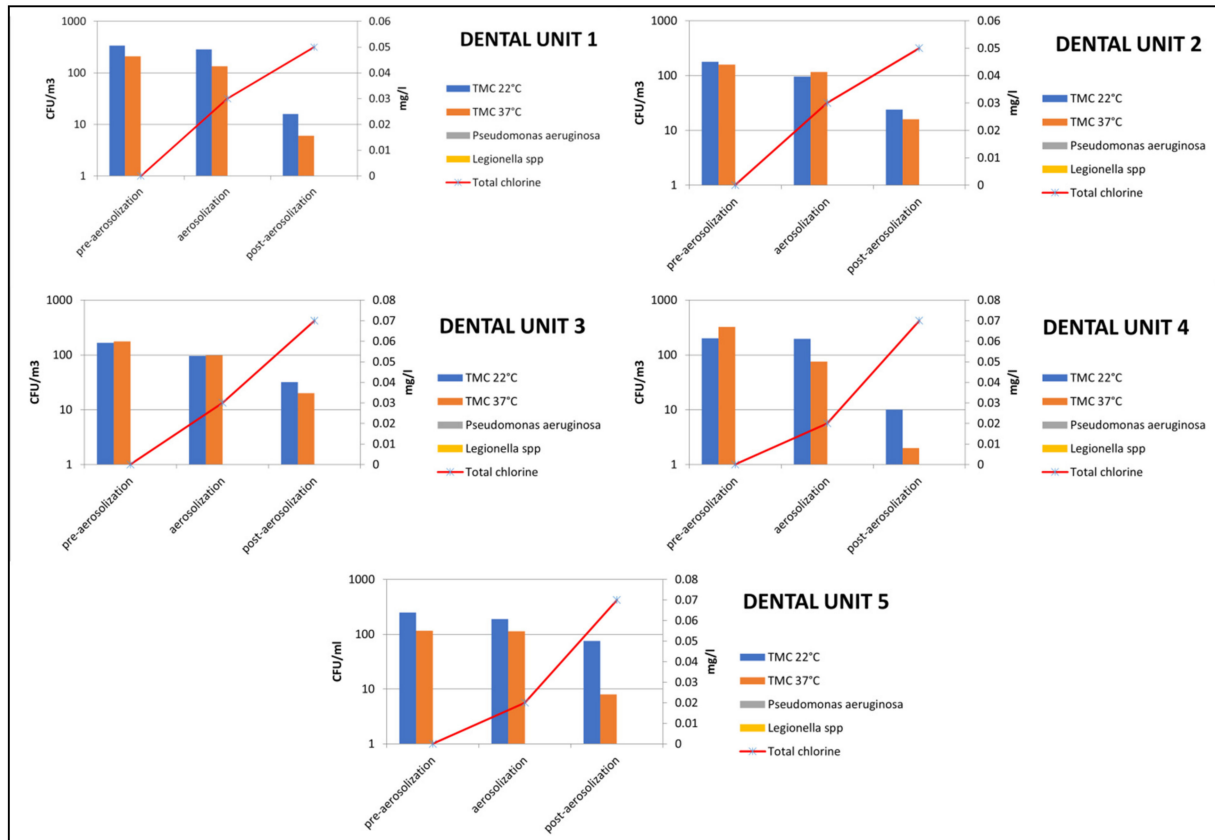 DENTAL UNIT 1
CFU/m3
1000
100
10
1
0.06
0.05
0.04
0.03
0.02
0.01
0
mg/l
pre-aerosolization
aerosolization
post-aerosolization
TMC 22°C
TMC 37°C
Pseudomonas aeruginosa
Legionella spp
Total chlorine
DENTAL UNIT 2
CFU/m3
1000
100
10
1
0.06
0.05
0.04
0.03
0.02
0.01
0
mg/l
pre-aerosolization
aerosolization
post-aerosolization
TMC 22°C
TMC 37°C
Pseudomonas aeruginosa
Legionella spp
Total chlorine
DENTAL UNIT 3
CFU/m3
1000
100
10
1
0.08
0.07
0.06
0.05
0.04
0.03
0.02
0.01
0
mg/l
pre-aerosolization
aerosolization
post-aerosolization
TMC 22°C
TMC 37°C
Pseudomonas aeruginosa
Legionella spp
Total chlorine
DENTAL UNIT 4
CFU/m3
1000
100
10
1
0.08
0.07
0.06
0.05
0.04
0.03
0.02
0.01
0
mg/l
pre-aerosolization
aerosolization
post-aerosolization
TMC 22°C
TMC 37°C
Pseudomonas aeruginosa
Legionella spp
Total chlorine
DENTAL UNIT 5
CFU/ml
1000
100
10
1
0.08
0.07
0.06
0.05
0.04
0.03
0.02
0.01
0
mg/l
pre-aerosolization
aerosolization
post-aerosolization
TMC 22°C
TMC 37°C
Pseudomonas aeruginosa
Legionella spp
Total chlorine